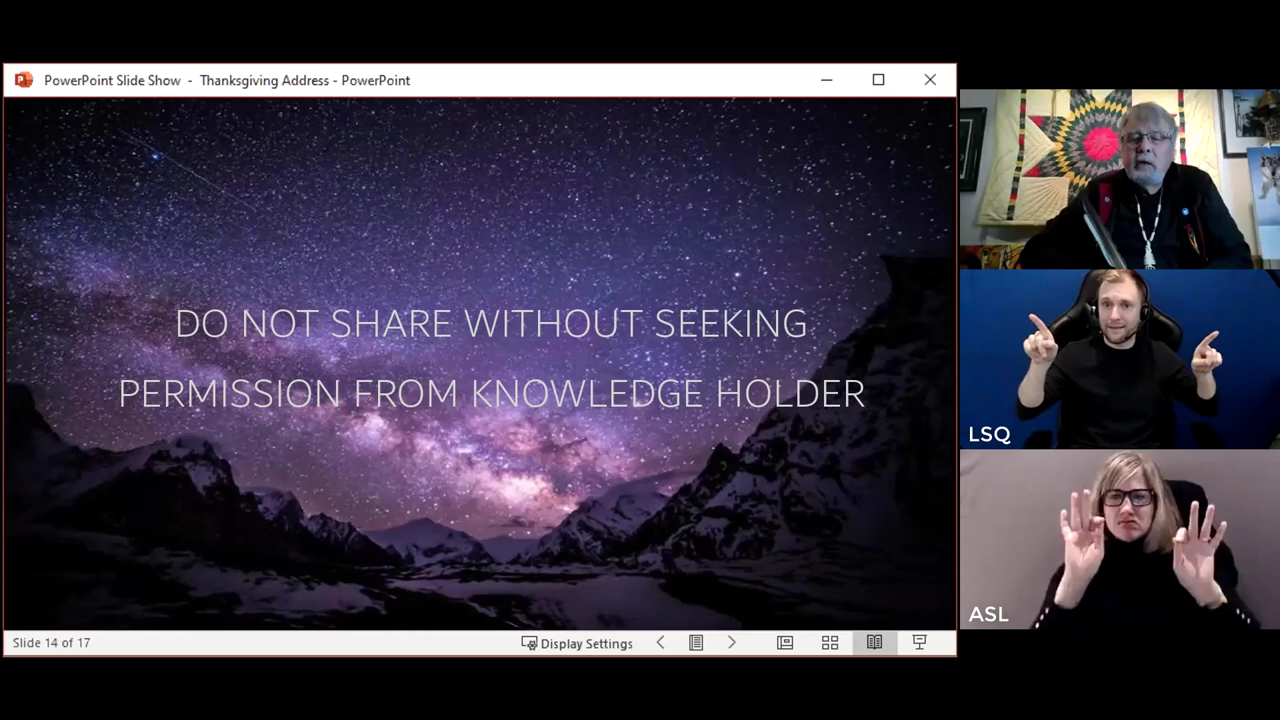 PowerPoint Slide Show - Thanksgiving Address - PowerPoint
DO NOT SHARE WITHOUT SEEKING
PERMISSION FROM KNOWLEDGE HOLDER
LSQ
ASL
Slide 14 of 17
Display Settings